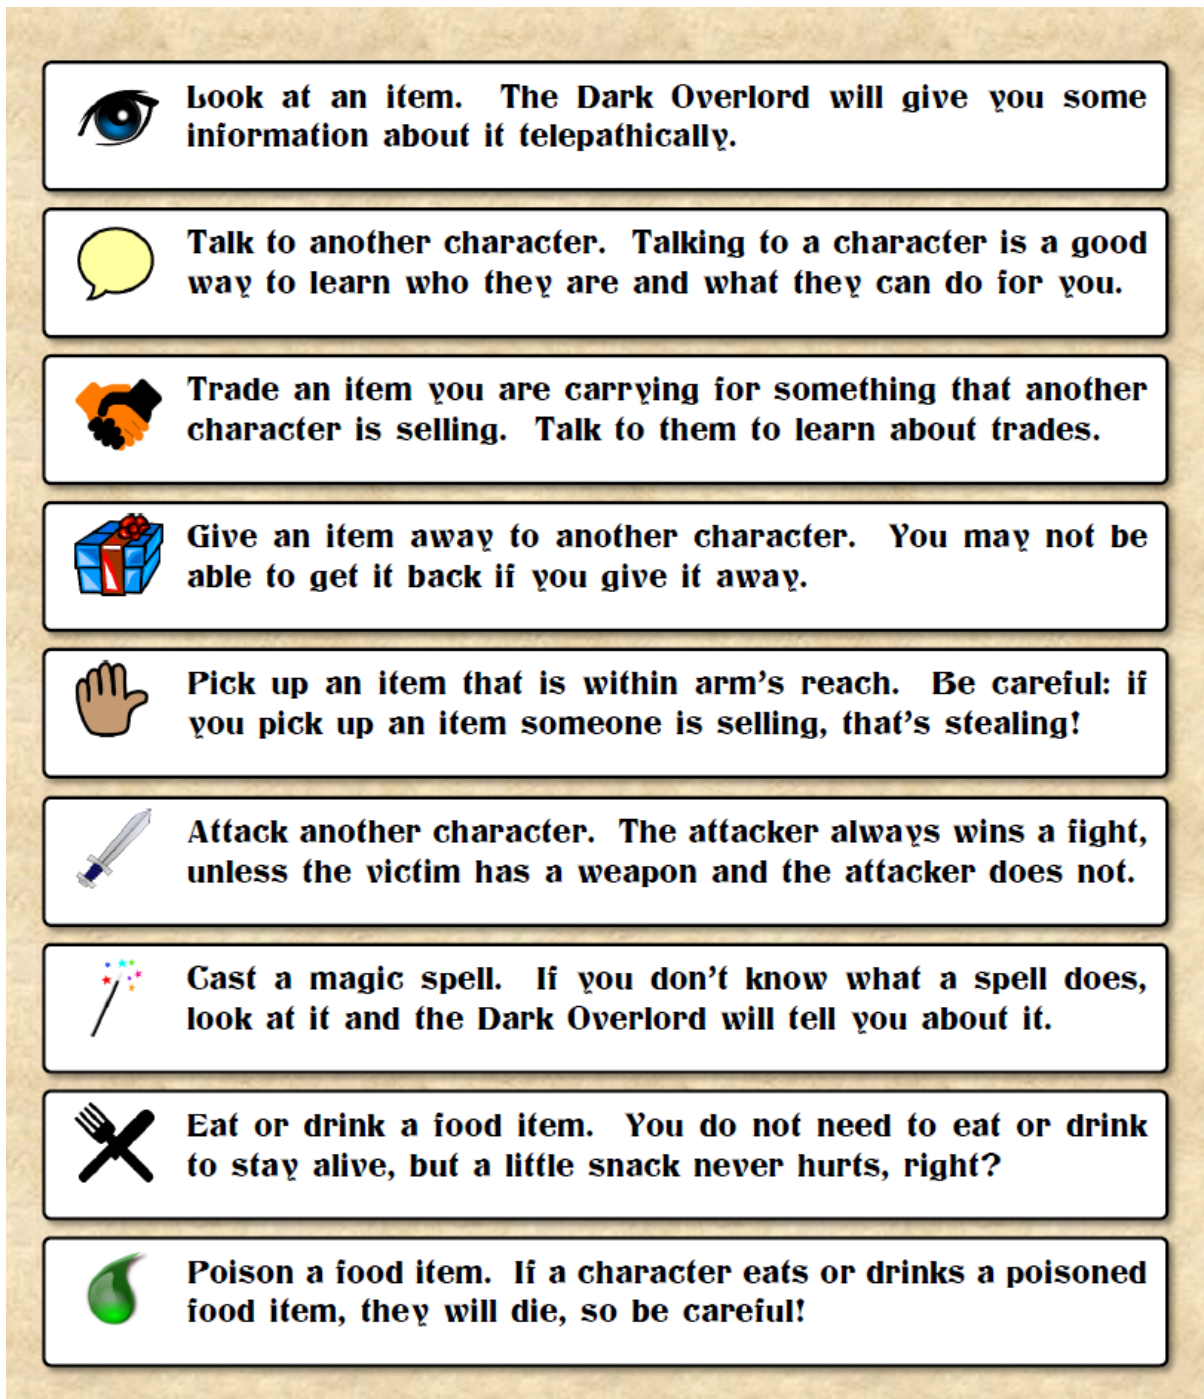 Look at an item. The Dark Overlord will give you some
information about it telepathically.
Talk to another character. Talking to a character is a good
way to learn who they are and what they can do for you.
Trade an item you are carrying for something that another
character is selling. Talk to them to learn about trades.
Give an item away to another character. You may not be
able to get it back if you give it away.
Pick up an item that is within arm's reach. Be careful: if
you pick up an item someone is selling, that's stealing!
Attack another character. The attacker always wins a fight,
unless the victim has a weapon and the attacker does not.
Cast a magic spell. If you don't know what a spell does,
look at it and the Dark Overlord will tell you about it.
Eat or drink a food item. You do not need to eat or drink
to stay alive, but a little snack never hurts, right?
Poison a food item. If a character eats or drinks a poisoned
food item, they will die, so be careful!